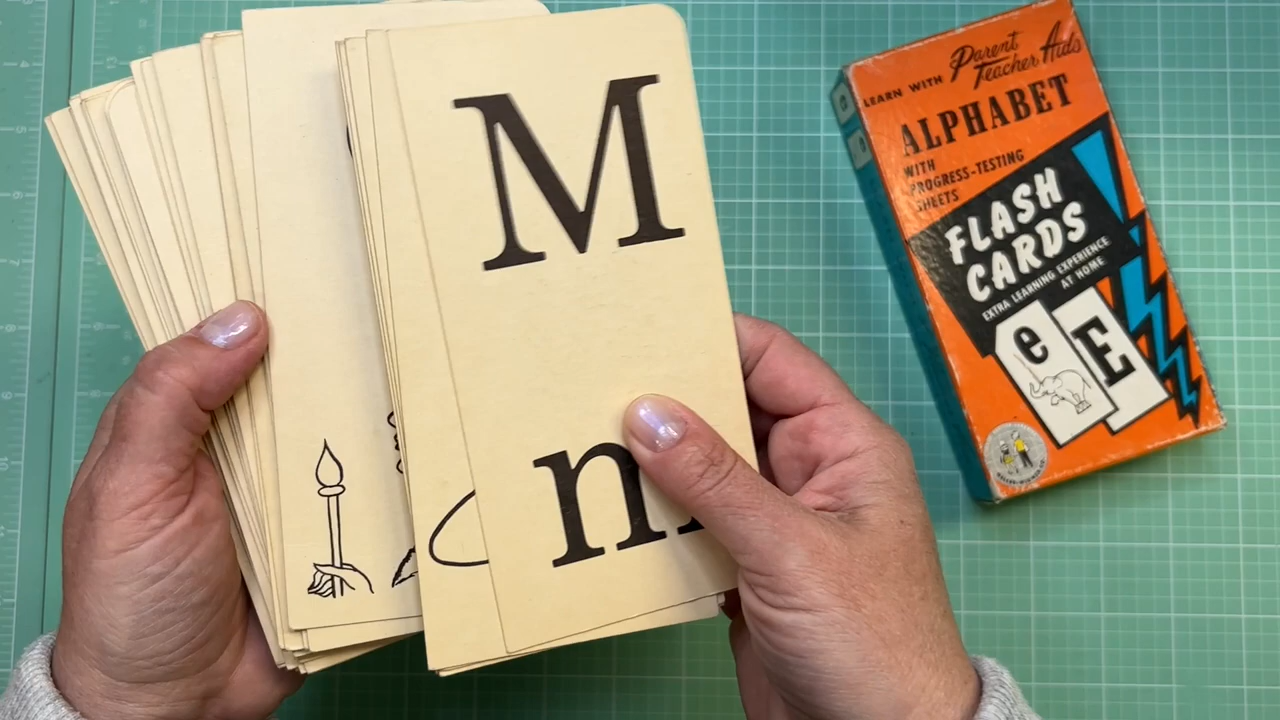 M
m
LEARN WITH Parent Teacher Aids
ALPHABET
WITH
PROGRESS-TESTING
SHEETS
FLASH
CARDS
EXTRA LEARNING EXPERIENCE
AT HOME
e
E